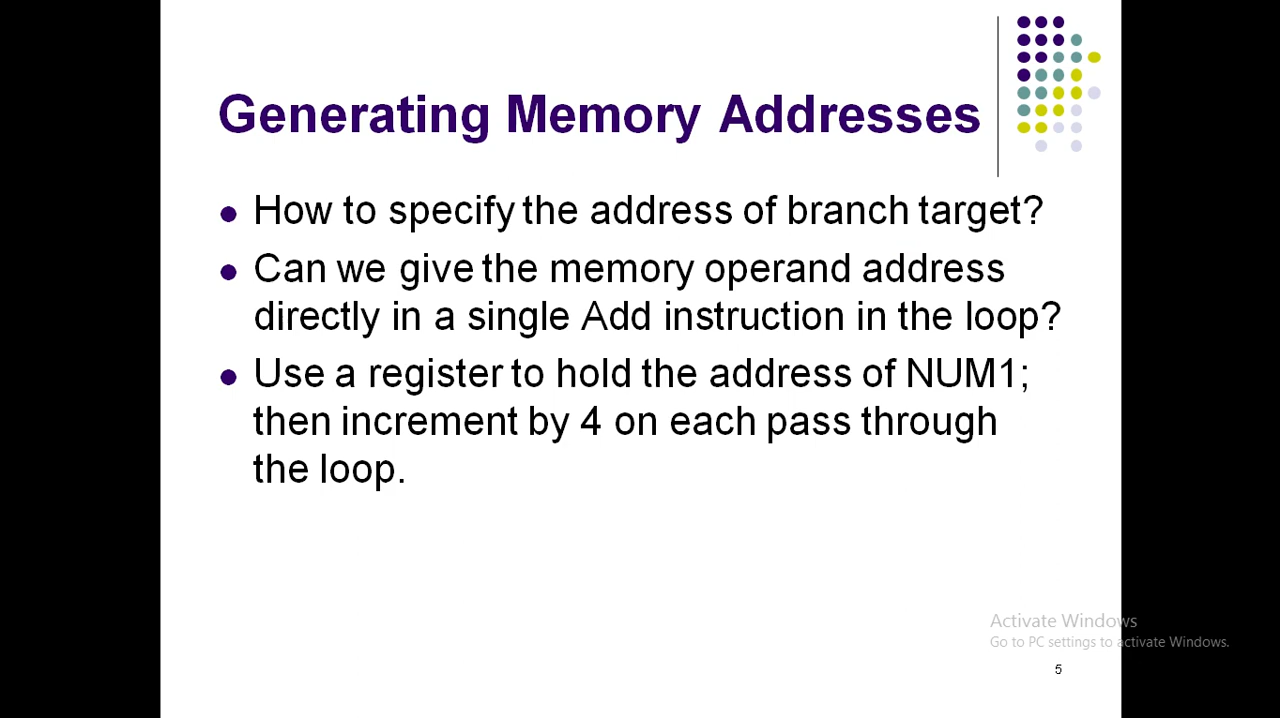 Generating Memory Addresses
● How to specify the address of branch target?
● Can we give the memory operand address
directly in a single Add instruction in the loop?
● Use a register to hold the address of NUM1;
then increment by 4 on each pass through
the loop.
Activate Windows
Go to PC settings to activate Windows.
5